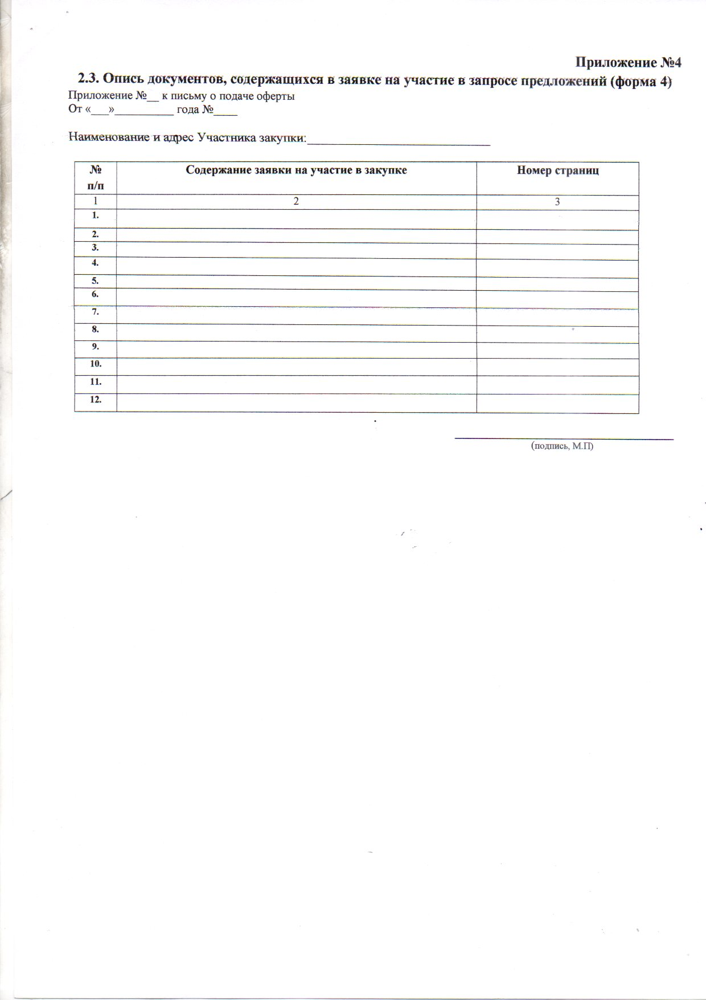 Приложение №4
2.3. Опись документов, содержащихся в заявке на участие в запросе предложений (форма 4)
Приложение №__ к письму о подаче оферты
От «___»__________ года №____
Наименование и адрес Участника закупки:______________________________
№ п/п Содержание заявки на участие в закупке Номер страниц
1 2 3
1.
2.
3.
4.
5.
6.
7.
8.
9.
10.
11.
12.
(подпись, М.П)